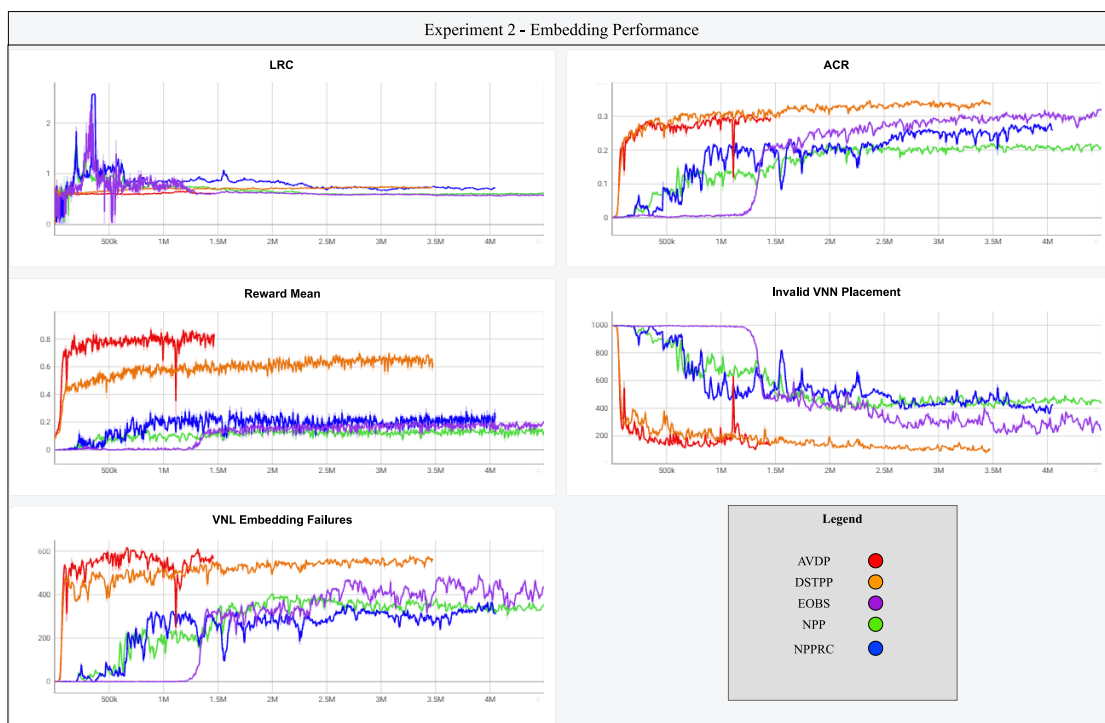 Experiment 2 - Embedding Performance
LRC
2
1
0
500k 1M 1.5M 2M 2.5M 3M 3.5M 4M
ACR
0.3
0.2
0.1
0
500k 1M 1.5M 2M 2.5M 3M 3.5M 4M
Reward Mean
0.8
0.6
0.4
0.2
0
500k 1M 1.5M 2M 2.5M 3M 3.5M 4M
Invalid VNN Placement
1000
800
600
400
200
500k 1M 1.5M 2M 2.5M 3M 3.5M 4M
VNL Embedding Failures
600
400
200
0
500k 1M 1.5M 2M 2.5M 3M 3.5M 4M
Legend
AVDP
DSTPP
EOBS
NPP
NPPRC